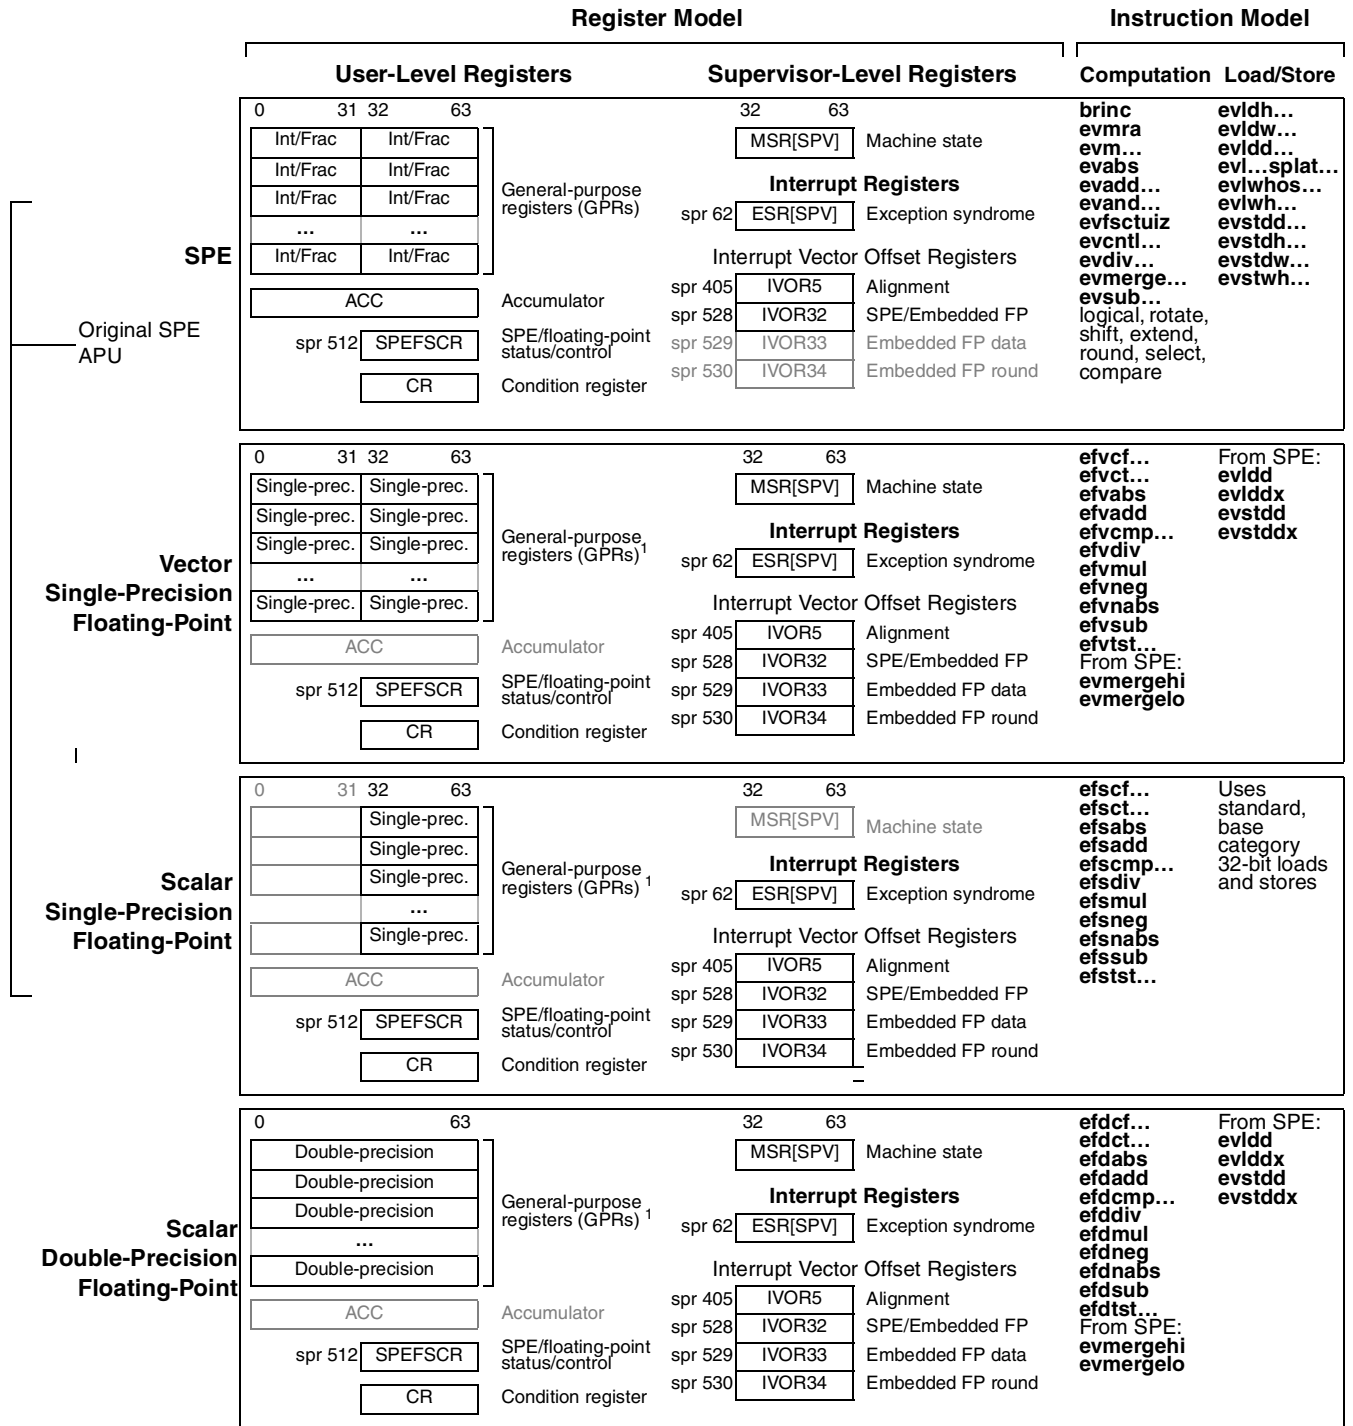 Register Model Instruction Model
User-Level Registers Supervisor-Level Registers Computation Load/Store
Original SPE
APU
SPE
0 31 32 63
Int/Frac Int/Frac
Int/Frac Int/Frac
Int/Frac Int/Frac
... ...
Int/Frac Int/Frac
General-purpose
registers (GPRs)
ACC Accumulator
spr 512 SPEFSCR SPE/floating-point
status/control
CR Condition register
32 63
MSR[SPV] Machine state
Interrupt Registers
spr 62 ESR[SPV] Exception syndrome
Interrupt Vector Offset Registers
spr 405 IVOR5 Alignment
spr 528 IVOR32 SPE/Embedded FP
spr 529 IVOR33 Embedded FP data
spr 530 IVOR34 Embedded FP round
brinc
evmra
evm…
evabs
evadd…
evand…
evfsctuiz
evcntl…
evdiv…
evmerge…
evsub…
logical, rotate,
shift, extend,
round, select,
compare
evldh…
evldw…
evldd…
evl…splat…
evlwhos…
evlwh…
evstdd…
evstdh…
evstdw…
evstwh…
Vector
Single-Precision
Floating-Point
0 31 32 63
Single-prec. Single-prec.
Single-prec. Single-prec.
Single-prec. Single-prec.
... ...
Single-prec. Single-prec.
General-purpose
registers (GPRs)1
ACC Accumulator
spr 512 SPEFSCR SPE/floating-point
status/control
CR Condition register
32 63
MSR[SPV] Machine state
Interrupt Registers
spr 62 ESR[SPV] Exception syndrome
Interrupt Vector Offset Registers
spr 405 IVOR5 Alignment
spr 528 IVOR32 SPE/Embedded FP
spr 529 IVOR33 Embedded FP data
spr 530 IVOR34 Embedded FP round
efvcf…
efvct…
efvabs
efvadd
efvcmp…
efvdiv
efvmul
efvneg
efvnabs
efvsub
efvtst…
From SPE:
evmergehi
evmergelo
From SPE:
evldd
evlddx
evstdd
evstddx
Scalar
Single-Precision
Floating-Point
0 31 32 63
Single-prec.
Single-prec.
Single-prec.
...
Single-prec.
General-purpose
registers (GPRs) 1
ACC Accumulator
spr 512 SPEFSCR SPE/floating-point
status/control
CR Condition register
32 63
MSR[SPV] Machine state
Interrupt Registers
spr 62 ESR[SPV] Exception syndrome
Interrupt Vector Offset Registers
spr 405 IVOR5 Alignment
spr 528 IVOR32 SPE/Embedded FP
spr 529 IVOR33 Embedded FP data
spr 530 IVOR34 Embedded FP round
efscf…
efsct…
efsabs
efsadd
efscmp…
efsdiv
efsmul
efsneg
efsnabs
efssub
efstst…
Uses
standard,
base
category
32-bit loads
and stores
Scalar
Double-Precision
Floating-Point
0 63
Double-precision
Double-precision
Double-precision
...
Double-precision
General-purpose
registers (GPRs) 1
ACC Accumulator
spr 512 SPEFSCR SPE/floating-point
status/control
CR Condition register
32 63
MSR[SPV] Machine state
Interrupt Registers
spr 62 ESR[SPV] Exception syndrome
Interrupt Vector Offset Registers
spr 405 IVOR5 Alignment
spr 528 IVOR32 SPE/Embedded FP
spr 529 IVOR33 Embedded FP data
spr 530 IVOR34 Embedded FP round
efdcf…
efdct…
efdabs
efdadd
efdcmp…
efddiv
efdmul
efdneg
efdnabs
efdsub
efdtst…
From SPE:
evmergehi
evmergelo
From SPE:
evldd
evlddx
evstdd
evstddx